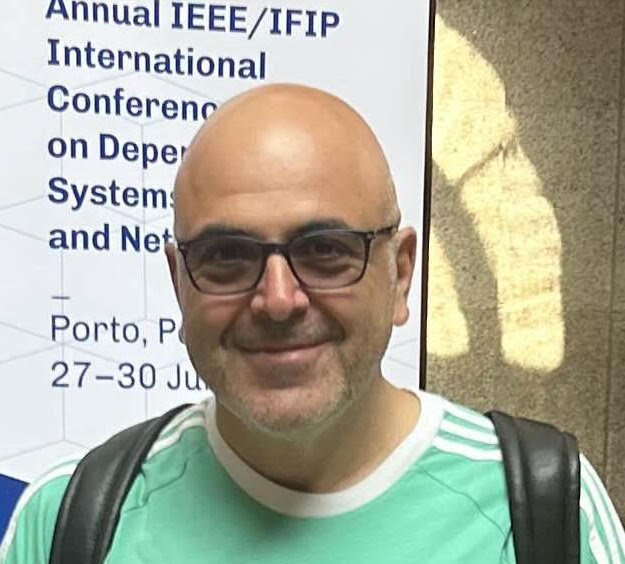 Annual IEEE/IFIP
International
Conferenc
on Depe
Systems
and Net
–
Porto, P
27–30 Ju